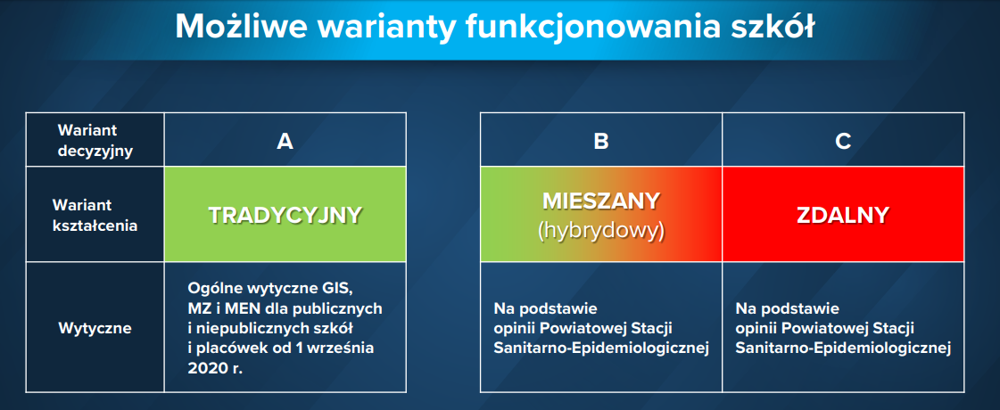 Możliwe warianty funkcjonowania szkół
Wariant
decyzyjny
A
B
C
Wariant
kształcenia
TRADYCYJNY
MIESZANY
(hybrydowy)
ZDALNY
Wytyczne
Ogólne wytyczne GIS,
MZ i MEN dla publicznych
i niepublicznych szkół
i placówek od 1 września
2020 r.
Na podstawie
opinii Powiatowej Stacji
Sanitarno-Epidemiologicznej
Na podstawie
opinii Powiatowej Stacji
Sanitarno-Epidemiologicznej